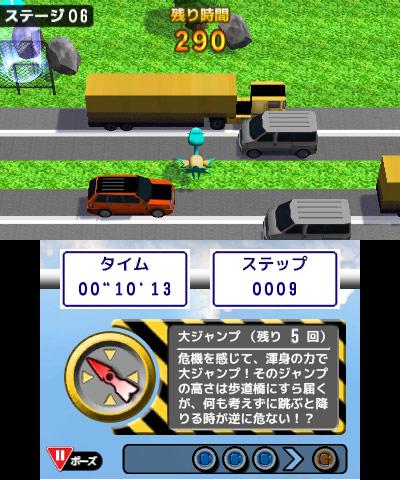 ステージ 06
残り時間
290
タイム
00"10'13
ステップ
0009
大ジャンプ (残り 5 回)
危機を感じて、渾身の力で
大ジャンプ!そのジャンプ
の高さは歩道橋にすら届く
が、何も考えずに跳ぶと降
りる時が逆に危ない!?
ポーズ
C C C G